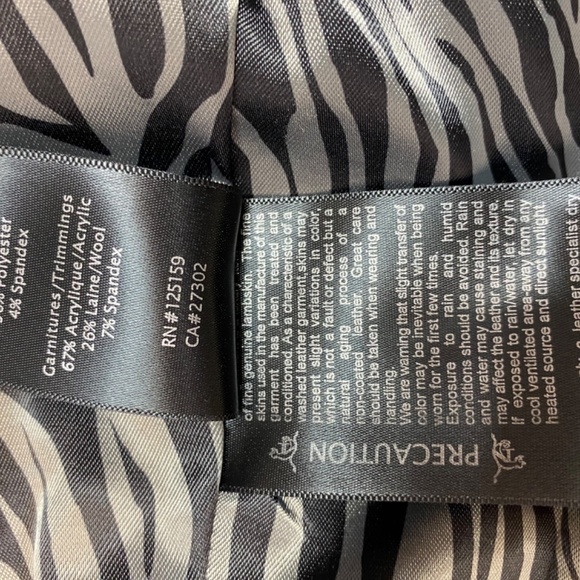 Polyester
4% Spandex
Garnitures/Trimmings
67% Acrylique/Acrylic
26% Laine/Wool
7% Spandex
RN # 125159
CA# 27302
PRECAUTION
of fine genuine lambskin. The fine
skins used in the manufacture of this
garment has been treated and
conditioned. As a characteristic of a
washed leather garment, skins may
present slight variations in color,
which is not a fault or defect but a
natural aging process of a
non-coated leather. Great care
should be taken when wearing and
handling.
We are warning that slight transfer of
color may be inevitable when being
worn for the first few times.
Exposure to rain and humid
conditions should be avoided. Rain
and water may cause staining and
may affect the leather and its texture.
If exposed to rain/water, let dry in
cool ventilated area-away from any
heated source and direct sunlight.
a leather specialist dry